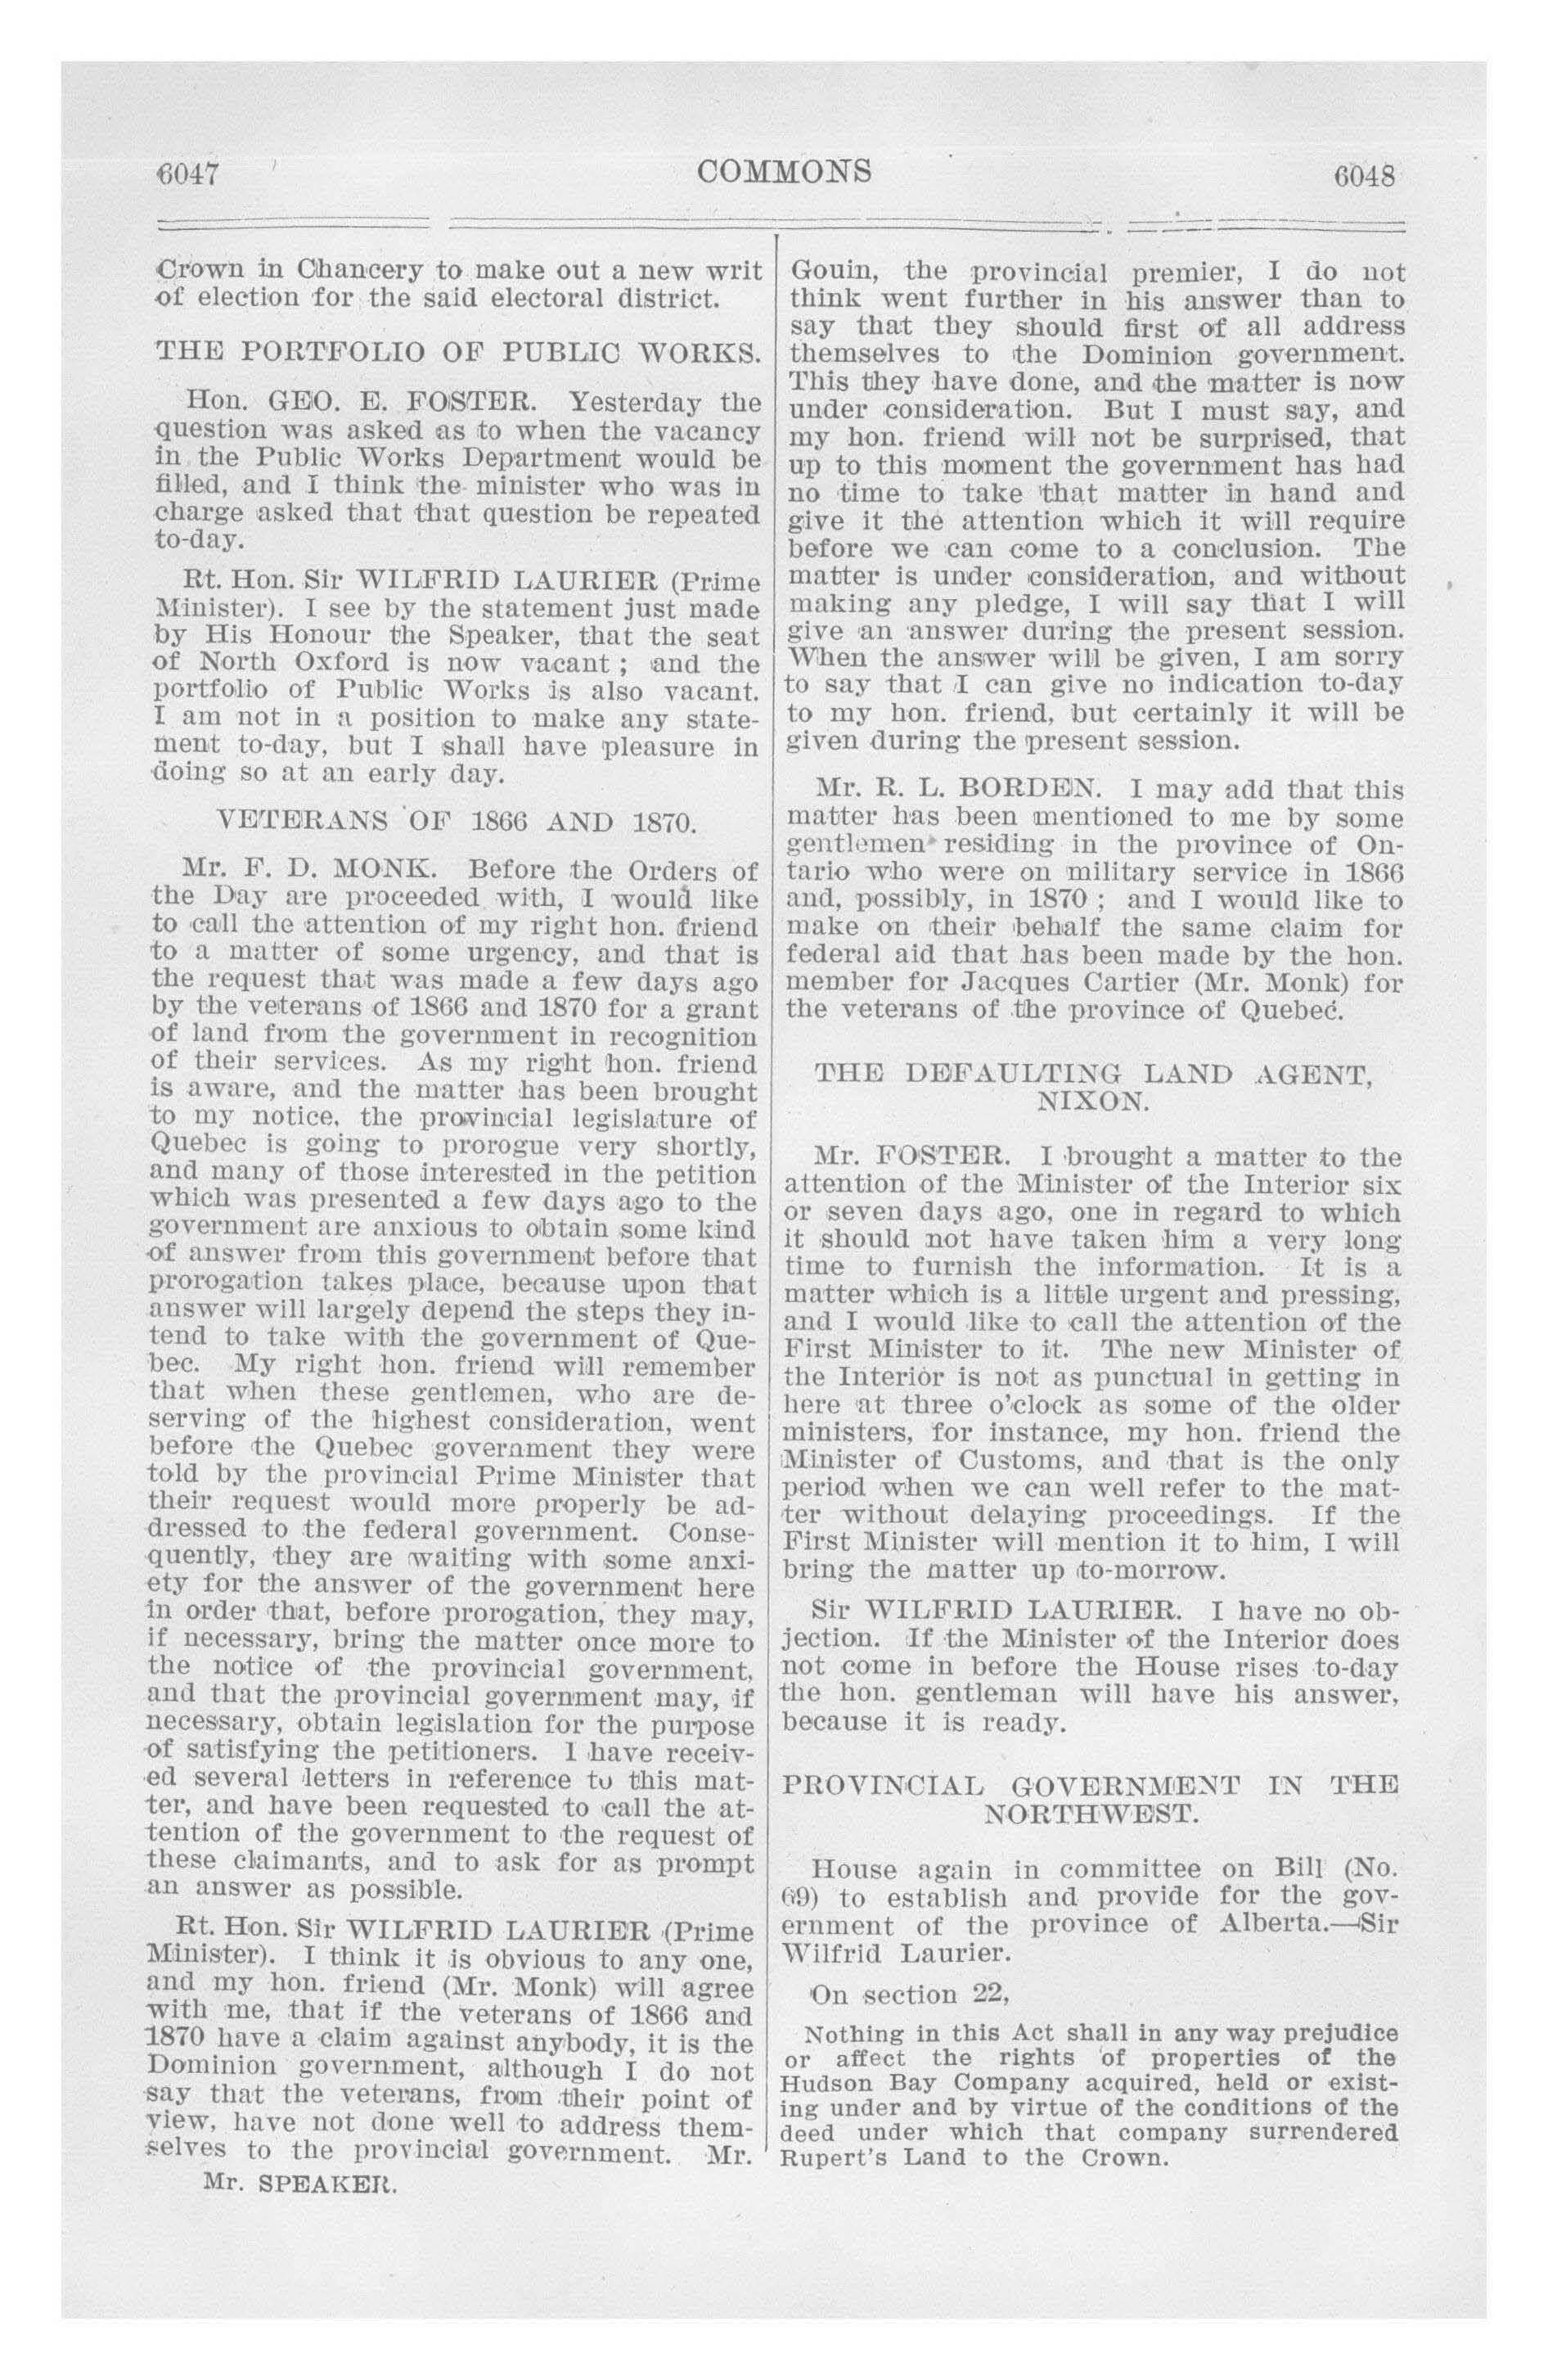 6047
COMMONS
6048
Crown in Chancery to make out a new writ
of election for the said electoral district.
THE PORTFOLIO OF PUBLIC WORKS.
Hon. GEO. E. FOSTER. Yesterday the
question was asked as to when the vacancy
in the Public Works Department would be
filled, and I think the minister who was in
charge asked that that question be repeated
to-day.
Rt. Hon. Sir WILFRID LAURIER (Prime
Minister). I see by the statement just made
by His Honour the Speaker, that the seat
of North Oxford is now vacant; and the
portfolio of Public Works is also vacant.
I am not in a position to make any state-
ment to-day, but I shall have pleasure in
doing so at an early day.
VETERANS OF 1866 AND 1870.
Mr. F. D. MONK. Before the Orders of
the Day are proceeded with, I would like
to call the attention of my right hon. friend
to a matter of some urgency, and that is
the request that was made a few days ago
by the veterans of 1866 and 1870 for a grant
of land from the government in recognition
of their services. As my right hon. friend
is aware, and the matter has been brought
to my notice, the provincial legislature of
Quebec is going to prorogue very shortly,
and many of those interested in the petition
which was presented a few days ago to the
government are anxious to obtain some kind
of answer from this government before that
prorogation takes place, because upon that
answer will largely depend the steps they in-
tend to take with the government of Que-
bec. My right hon. friend will remember
that when these gentlemen, who are de-
serving of the highest consideration, went
before the Quebec government they were
told by the provincial Prime Minister that
their request would more properly be ad-
dressed to the federal government. Conse-
quently, they are waiting with some anxi-
ety for the answer of the government here
in order that, before prorogation, they may,
if necessary, bring the matter once more to
the notice of the provincial government,
and that the provincial government may, if
necessary, obtain legislation for the purpose
of satisfying the petitioners. I have receiv-
ed several letters in reference to this mat-
ter, and have been requested to call the at-
tention of the government to the request of
these claimants, and to ask for as prompt
an answer as possible.
Rt. Hon. Sir WILFRID LAURIER (Prime
Minister). I think it is obvious to any one,
and my hon. friend (Mr. Monk) will agree
with me, that if the veterans of 1866 and
1870 have a claim against anybody, it is the
Dominion government, although I do not
say that the veterans, from their point of
view, have not done well to address them-
selves to the provincial government. Mr.
Mr. SPEAKER.
Gouin, the provincial premier, I do not
think went further in his answer than to
say that they should first of all address
themselves to the Dominion government.
This they have done, and the matter is now
under consideration. But I must say, and
my hon. friend will not be surprised, that
up to this moment the government has had
no time to take that matter in hand and
give it the attention which it will require
before we can come to a conclusion. The
matter is under consideration, and without
making any pledge, I will say that I will
give an answer during the present session.
When the answer will be given, I am sorry
to say that I can give no indication to-day
to my hon. friend, but certainly it will be
given during the present session.
Mr. R. L. BORDEN. I may add that this
matter has been mentioned to me by some
gentlemen residing in the province of On-
tario who were on military service in 1866
and, possibly, in 1870; and I would like to
make on their behalf the same claim for
federal aid that has been made by the hon.
member for Jacques Cartier (Mr. Monk) for
the veterans of the province of Quebec.
THE DEFAULTING LAND AGENT,
NIXON.
Mr. FOSTER. I brought a matter to the
attention of the Minister of the Interior six
or seven days ago, one in regard to which
it should not have taken him a very long
time to furnish the information. It is a
matter which is a little urgent and pressing,
and I would like to call the attention of the
First Minister to it. The new Minister of
the Interior is not as punctual in getting in
here at three o'clock as some of the older
ministers, for instance, my hon. friend the
Minister of Customs, and that is the only
period when we can well refer to the mat-
ter without delaying proceedings. If the
First Minister will mention it to him, I will
bring the matter up to-morrow.
Sir WILFRID LAURIER. I have no ob-
jection. If the Minister of the Interior does
not come in before the House rises to-day
the hon. gentleman will have his answer,
because it is ready.
PROVINCIAL GOVERNMENT IN THE
NORTHWEST.
House again in committee on Bill (No.
69) to establish and provide for the gov-
ernment of the province of Alberta.—Sir
Wilfrid Laurier.
On section 22,
Nothing in this Act shall in any way prejudice
or affect the rights of properties of the
Hudson Bay Company acquired, held or exist-
ing under and by virtue of the conditions of the
deed under which that company surrendered
Rupert's Land to the Crown.